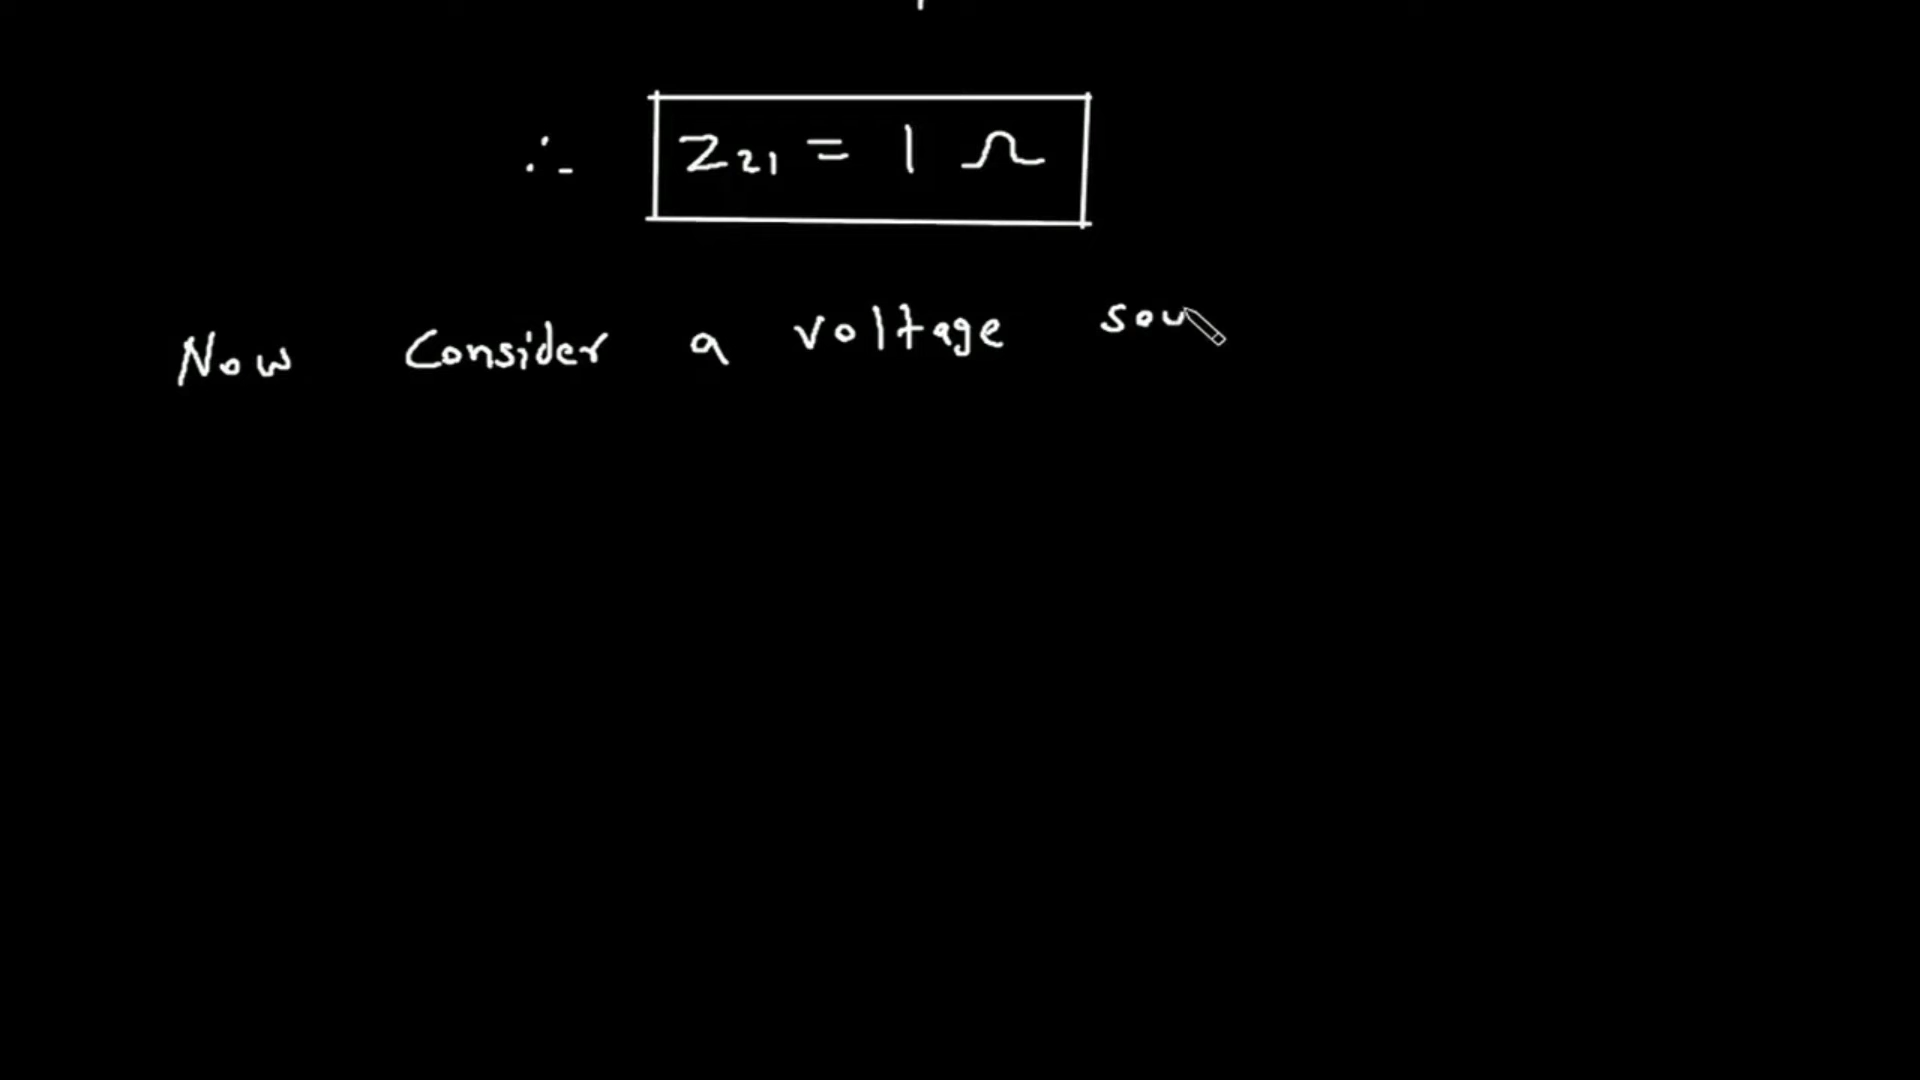 ∴ Z21 = 1 Ω
Now Consider a voltage sou